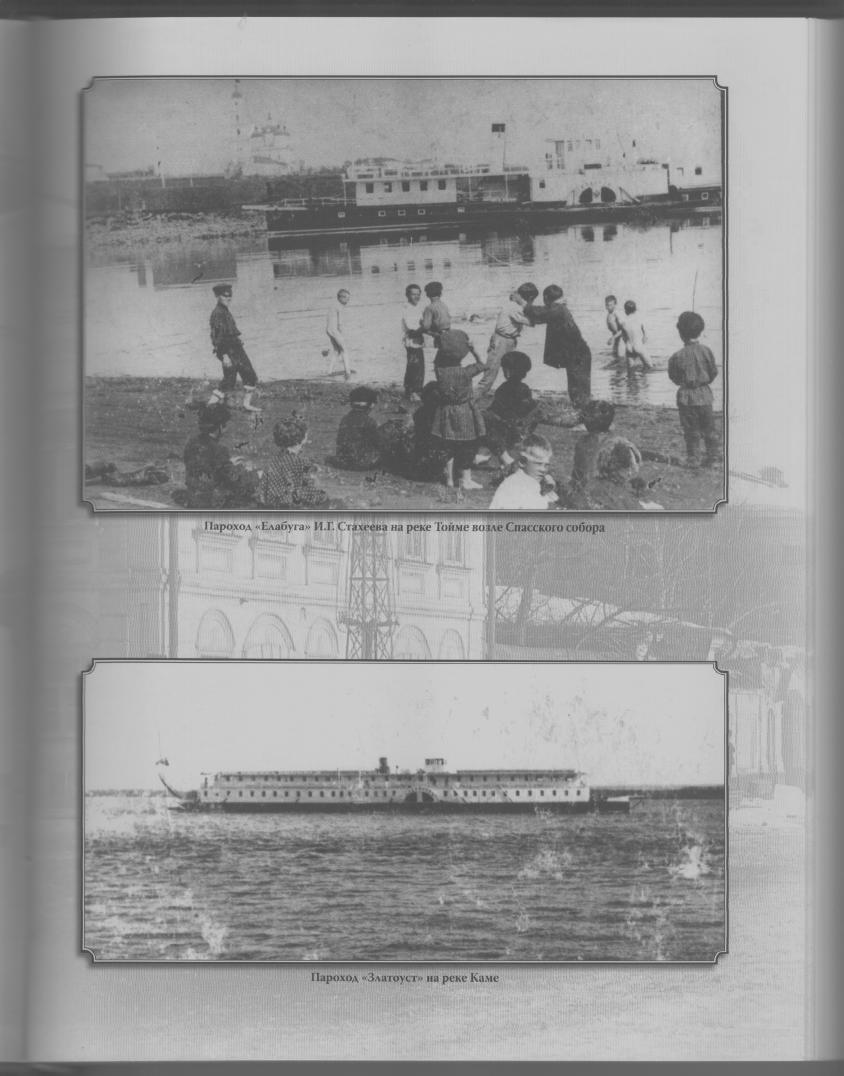 Пароход «Елабуга» И.Г. Стахеева на реке Тойме возле Спасского собора
Пароход «Златоуст» на реке Каме